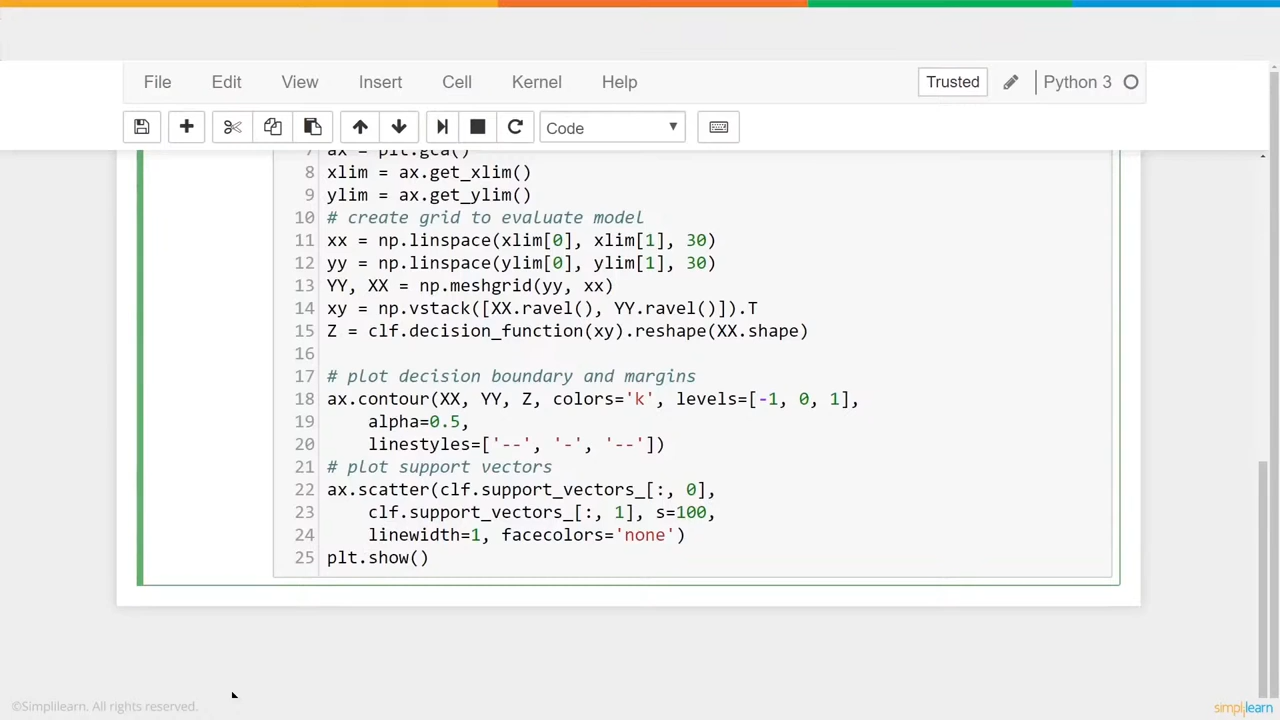 File Edit View Insert Cell Kernel Help Trusted Python 3
Code
7 ax = plt.gca()
8 xlim = ax.get_xlim()
9 ylim = ax.get_ylim()
10 # create grid to evaluate model
11 xx = np.linspace(xlim[0], xlim[1], 30)
12 yy = np.linspace(ylim[0], ylim[1], 30)
13 YY, XX = np.meshgrid(yy, xx)
14 xy = np.vstack([XX.ravel(), YY.ravel()]).T
15 Z = clf.decision_function(xy).reshape(XX.shape)
16
17 # plot decision boundary and margins
18 ax.contour(XX, YY, Z, colors='k', levels=[-1, 0, 1],
19 alpha=0.5,
20 linestyles=['--', '-', '--'])
21 # plot support vectors
22 ax.scatter(clf.support_vectors_[:, 0],
23 clf.support_vectors_[:, 1], s=100,
24 linewidth=1, facecolors='none')
25 plt.show()
©Simplilearn. All rights reserved.
simplilearn